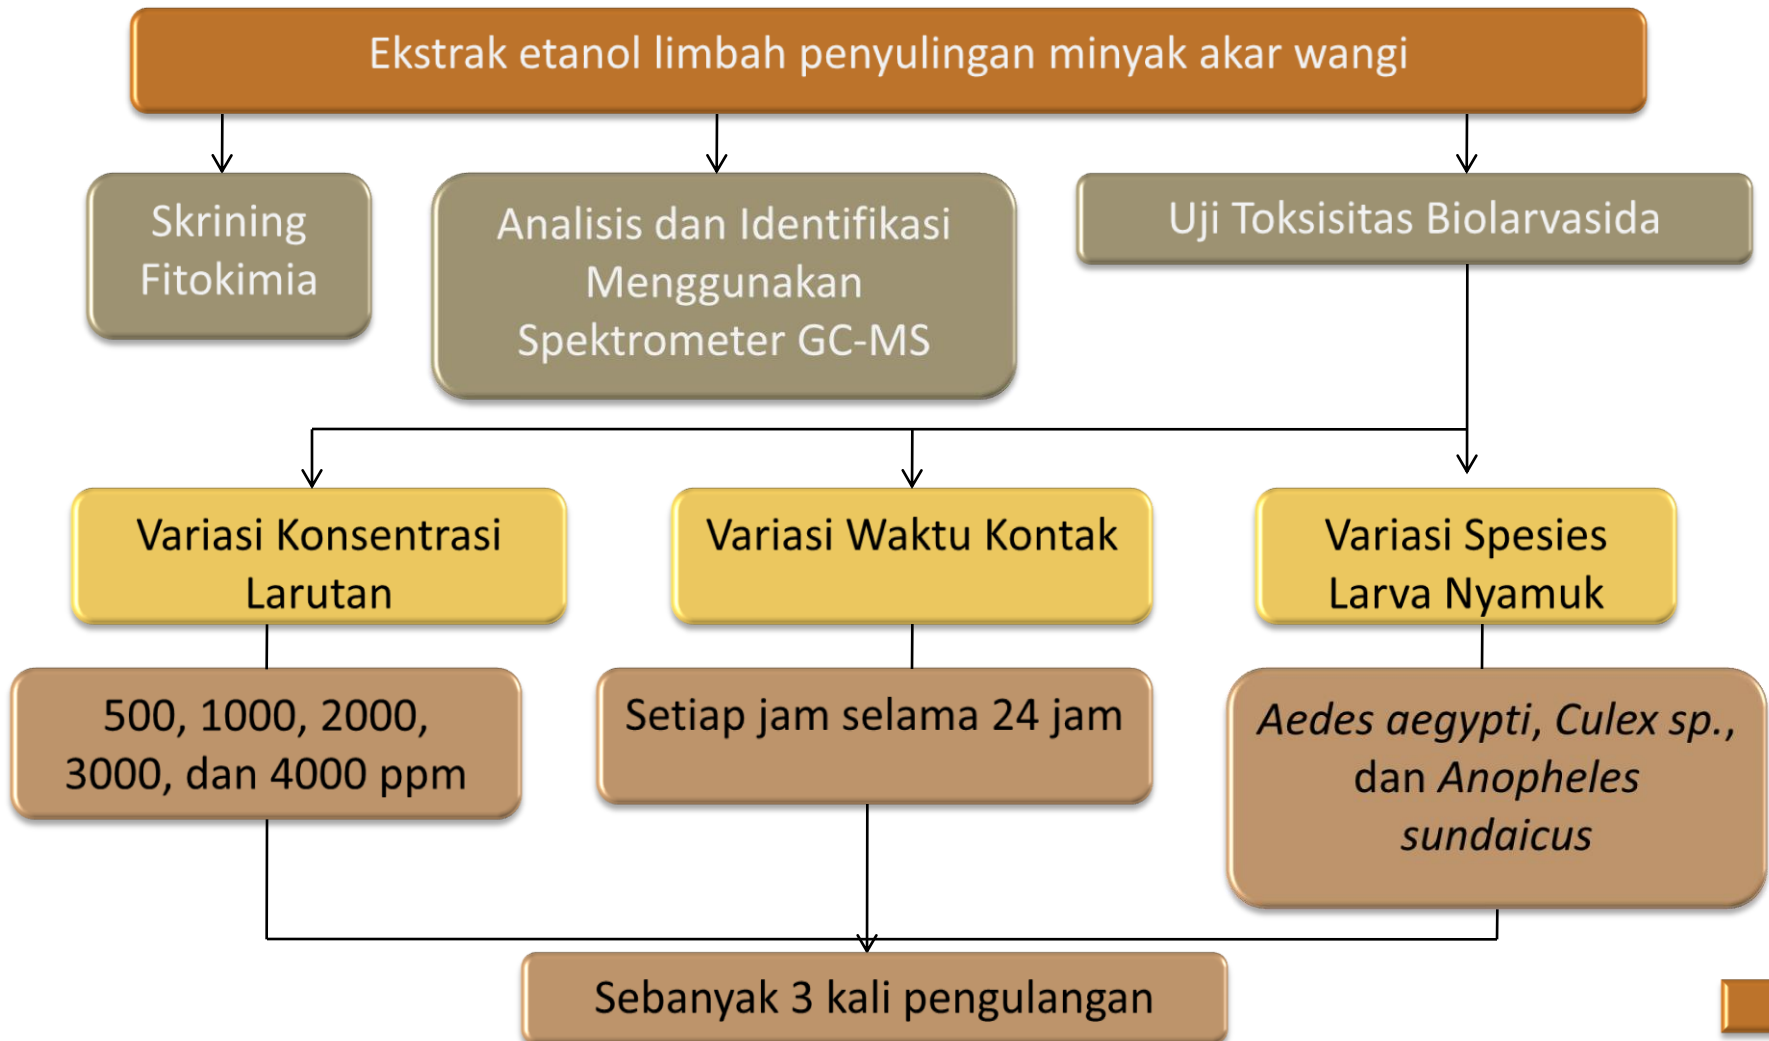 Ekstrak etanol limbah penyulingan minyak akar wangi
Skrining
Fitokimia
Analisis dan Identifikasi
Menggunakan
Spektrometer GC-MS
Uji Toksisitas Biolarvasida
Variasi Konsentrasi
Larutan
Variasi Waktu Kontak
Variasi Spesies
Larva Nyamuk
500, 1000, 2000,
3000, dan 4000 ppm
Setiap jam selama 24 jam
Aedes aegypti, Culex sp.,
dan Anopheles
sundaicus
Sebanyak 3 kali pengulangan